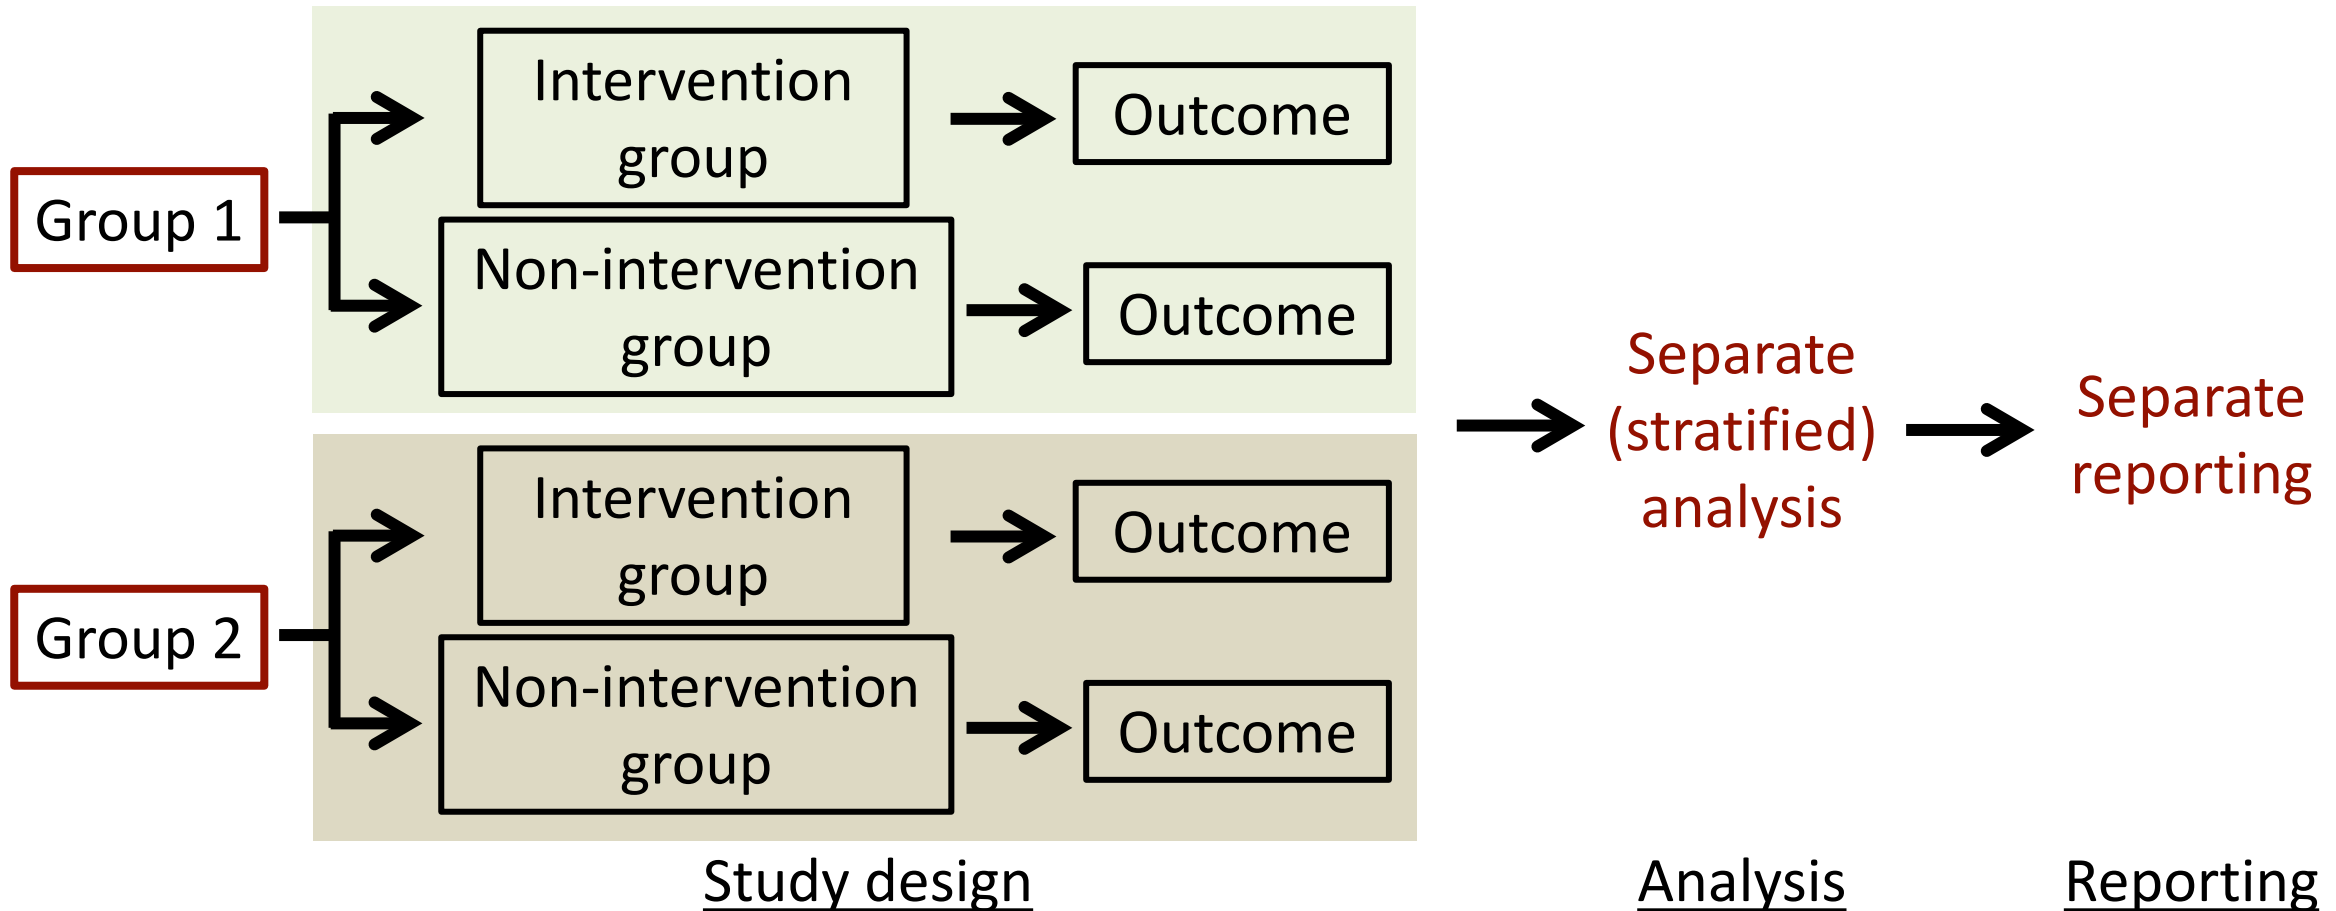 Group 1
Intervention
group
Outcome
Non-intervention
group
Outcome
Group 2
Intervention
group
Outcome
Non-intervention
group
Outcome
Separate
(stratified)
analysis
Separate
reporting
Study design
Analysis
Reporting